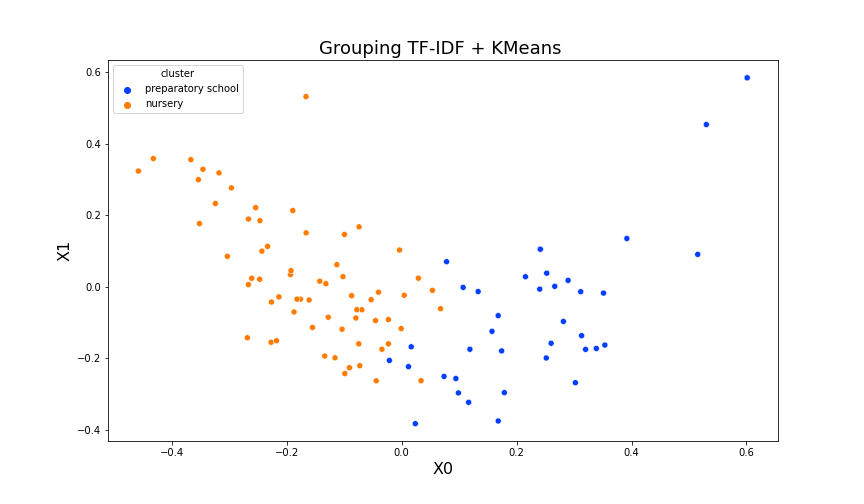 Grouping TF-IDF + KMeans
cluster
preparatory school
nursery
X1
0.6
0.4
0.2
0.0
−0.2
−0.4
−0.4
−0.2
0.0
0.2
0.4
0.6
X0